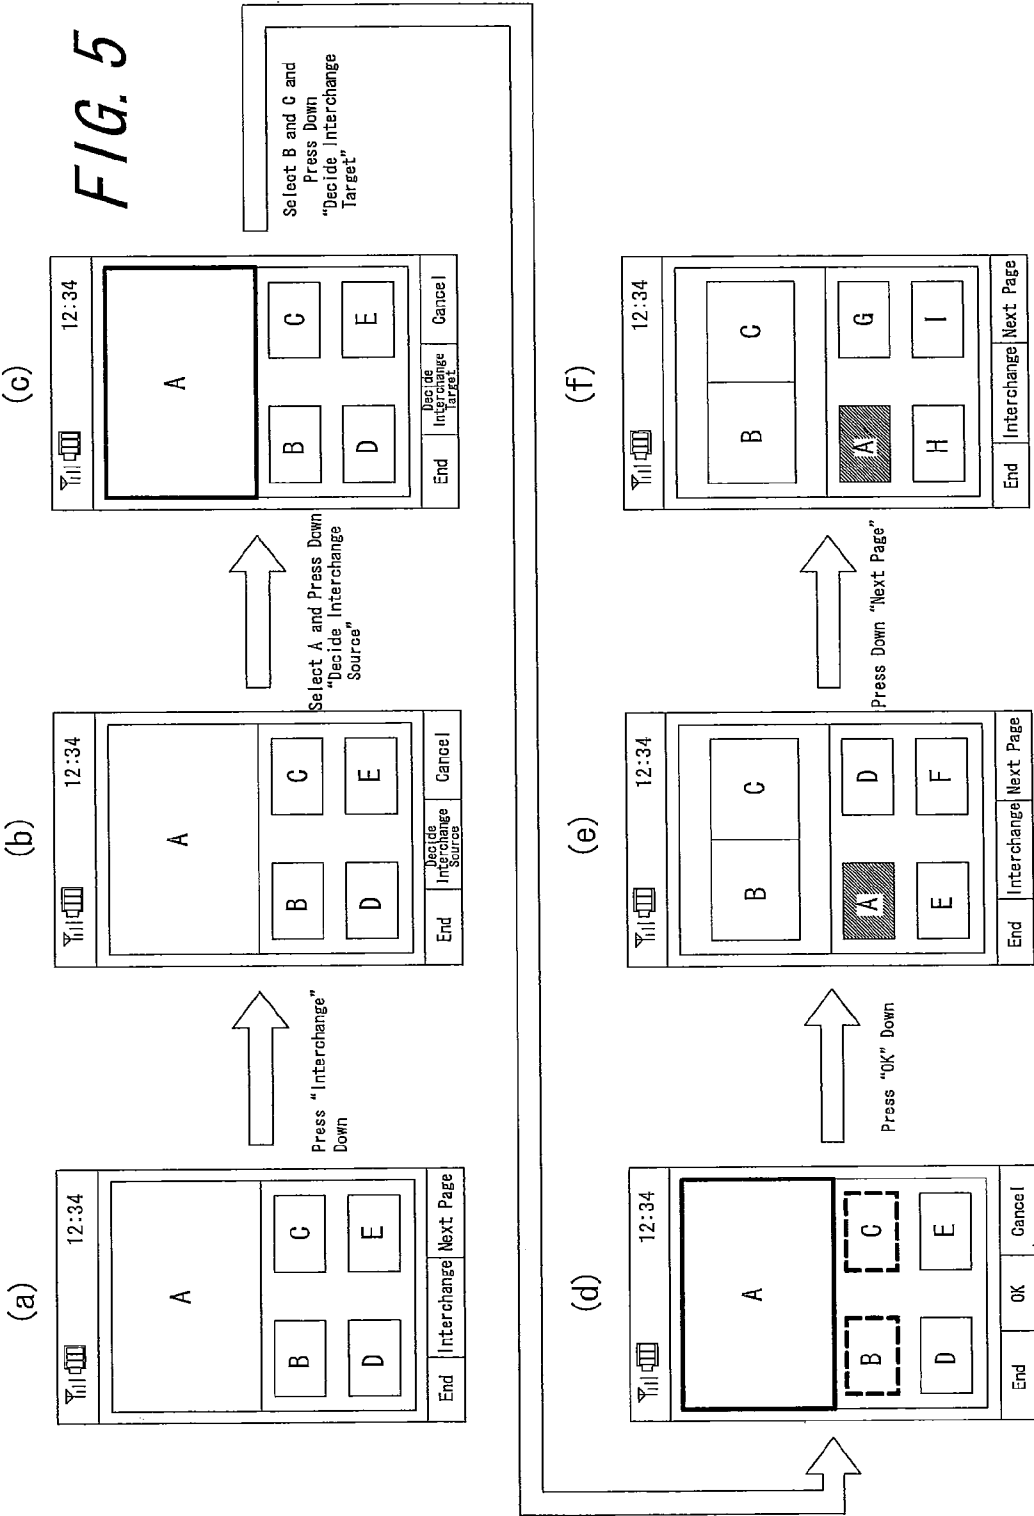 FIG. 5
(a)
12:34
A
B
C
D
E
End
Interchange
Next Page
Press "Interchange"
Down
(b)
12:34
A
B
C
D
E
End
Decide
Interchange
Source
Cancel
Select A and Press Down
"Decide Interchange
Source"
(c)
12:34
A
B
C
D
E
End
Decide
Interchange
Target
Cancel
Select B and C and
Press Down
"Decide Interchange
Target"
(d)
12:34
A
B
C
D
E
End
OK
Cancel
Press "OK" Down
(e)
12:34
B
C
A
D
E
F
End
Interchange
Next Page
Press Down "Next Page"
(f)
12:34
B
C
A
G
H
I
End
Interchange
Next Page